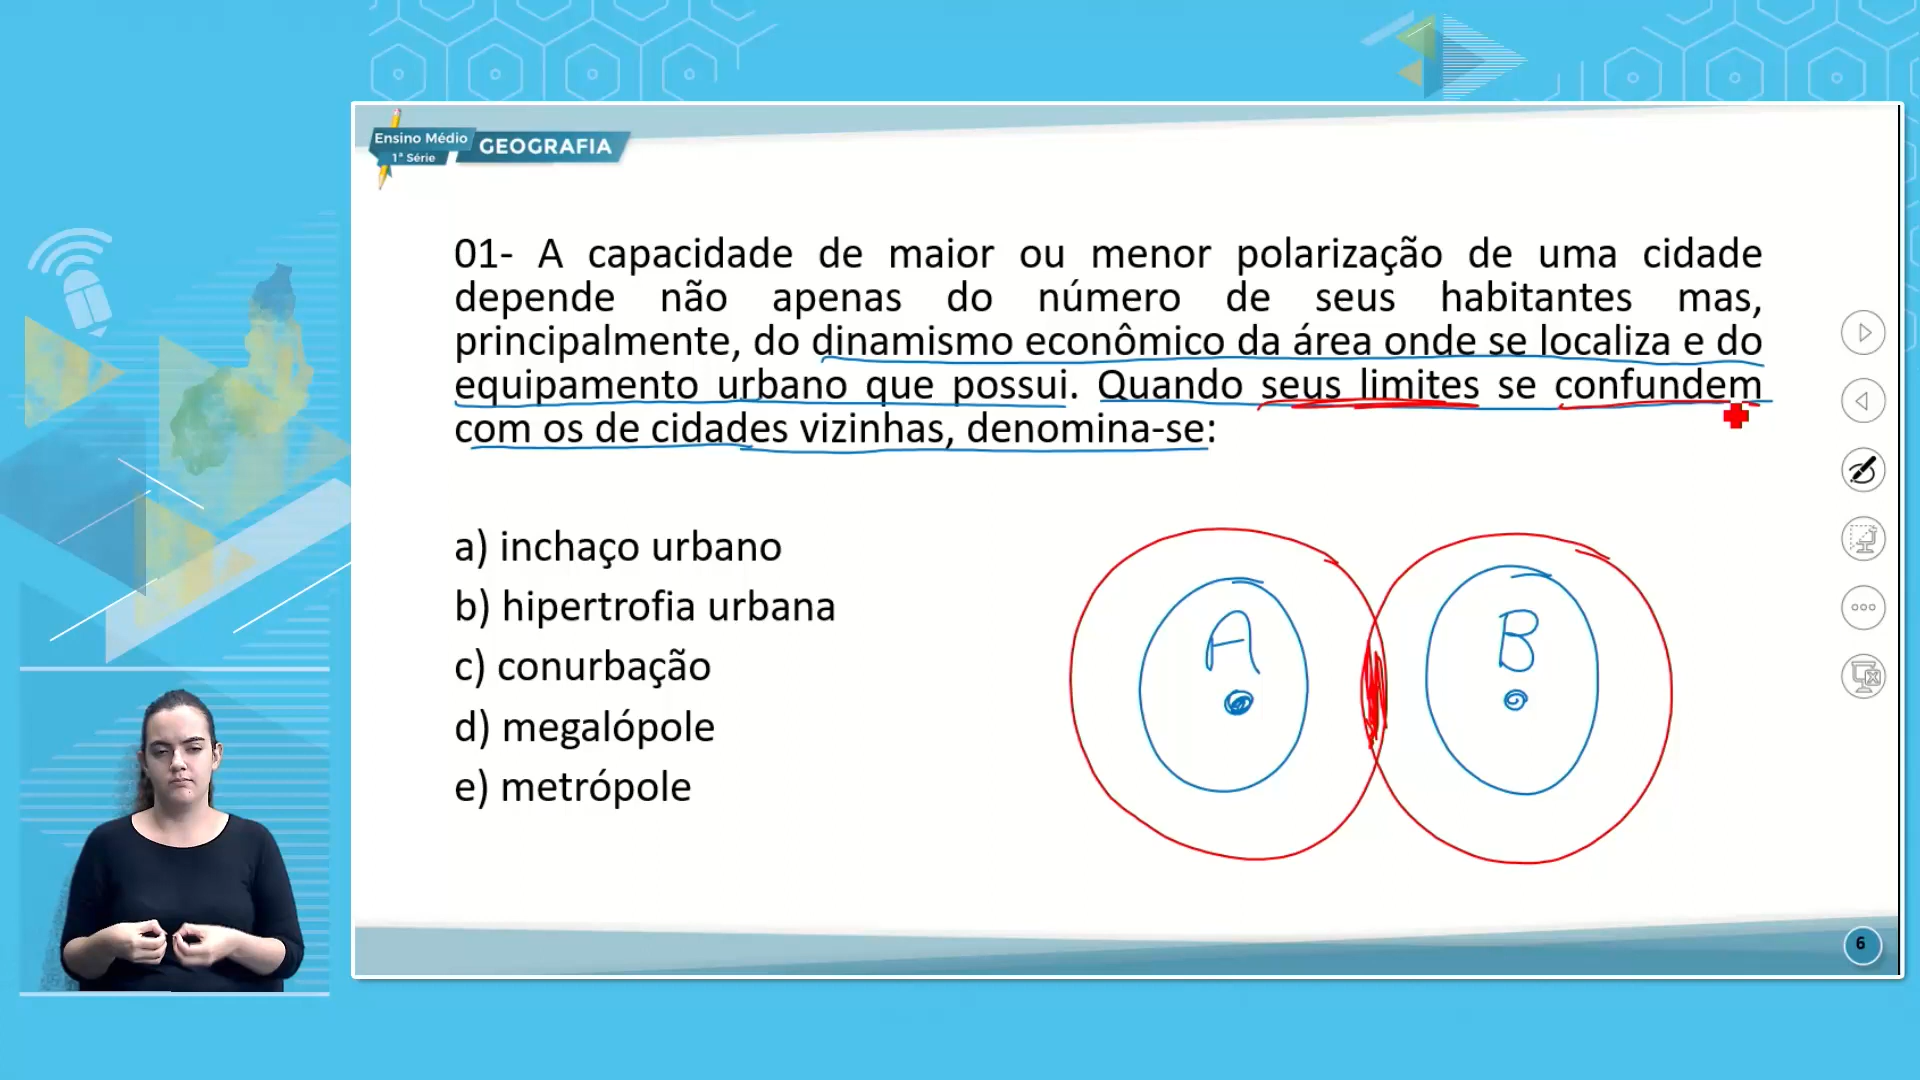 Ensino Médio
1ª Série
GEOGRAFIA
01- A capacidade de maior ou menor polarização de uma cidade
depende não apenas do número de seus habitantes mas,
principalmente, do dinamismo econômico da área onde se localiza e do
equipamento urbano que possui. Quando seus limites se confundem
com os de cidades vizinhas, denomina-se:
a) inchaço urbano
b) hipertrofia urbana
c) conurbação
d) megalópole
e) metrópole
A
B
6